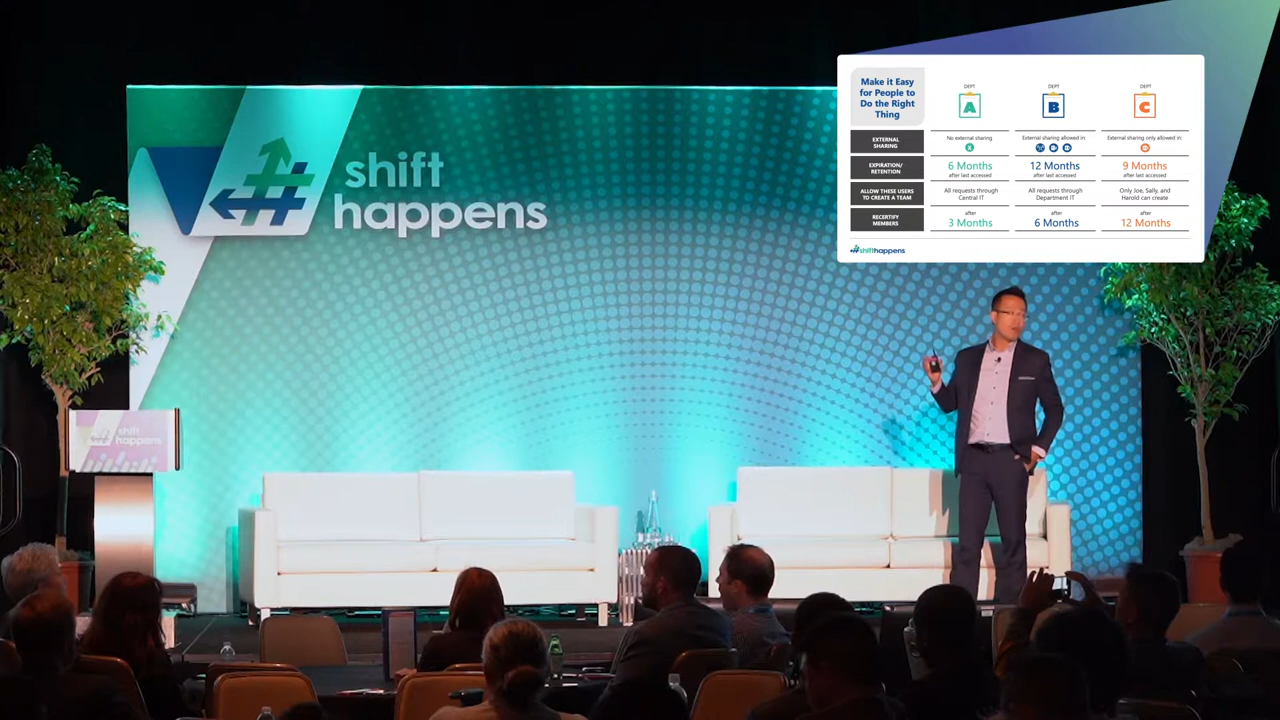 shift
happens
shift
happens
Make it Easy
for People to
Do the Right
Thing
DEPT
A
DEPT
B
DEPT
C
EXTERNAL
SHARING
No external sharing
External sharing allowed in:
External sharing only allowed in:
EXPIRATION/
RETENTION
6 Months
after last accessed
12 Months
after last accessed
9 Months
after last accessed
ALLOW THESE USERS
TO CREATE A TEAM
All requests through
Central IT
All requests through
Department IT
Only Joe, Sally, and
Harold can create
RECERTIFY
MEMBERS
after
3 Months
after
6 Months
after
12 Months
#shifthappens